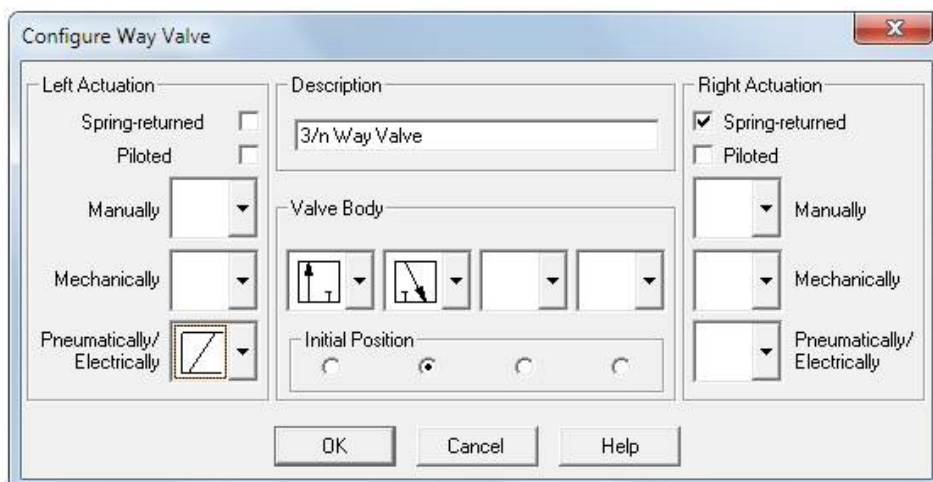 Configure Way Valve
x
Left Actuation
Spring-returned
Piloted
Manually
Mechanically
Pneumatically/
Electrically
Description
3/n Way Valve
Valve Body
T
T
Initial Position
Right Actuation
Spring-returned
Piloted
Manually
Mechanically
Pneumatically/
Electrically
OK
Cancel
Help